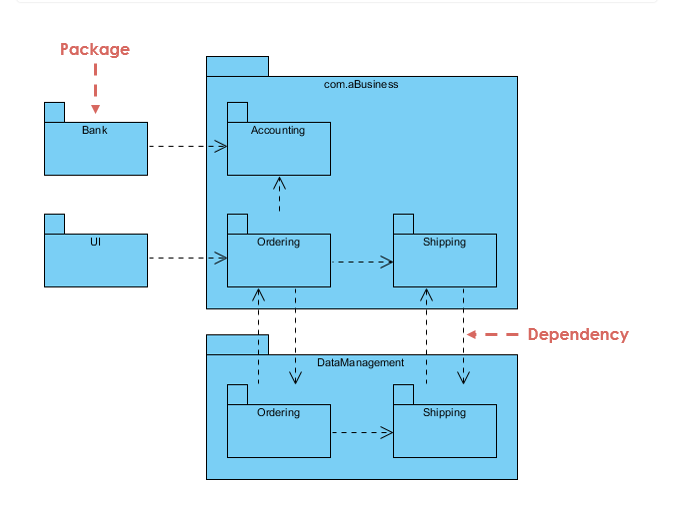 Package
com.aBusiness
Bank
Accounting
UI
Ordering
Shipping
Dependency
DataManagement
Ordering
Shipping